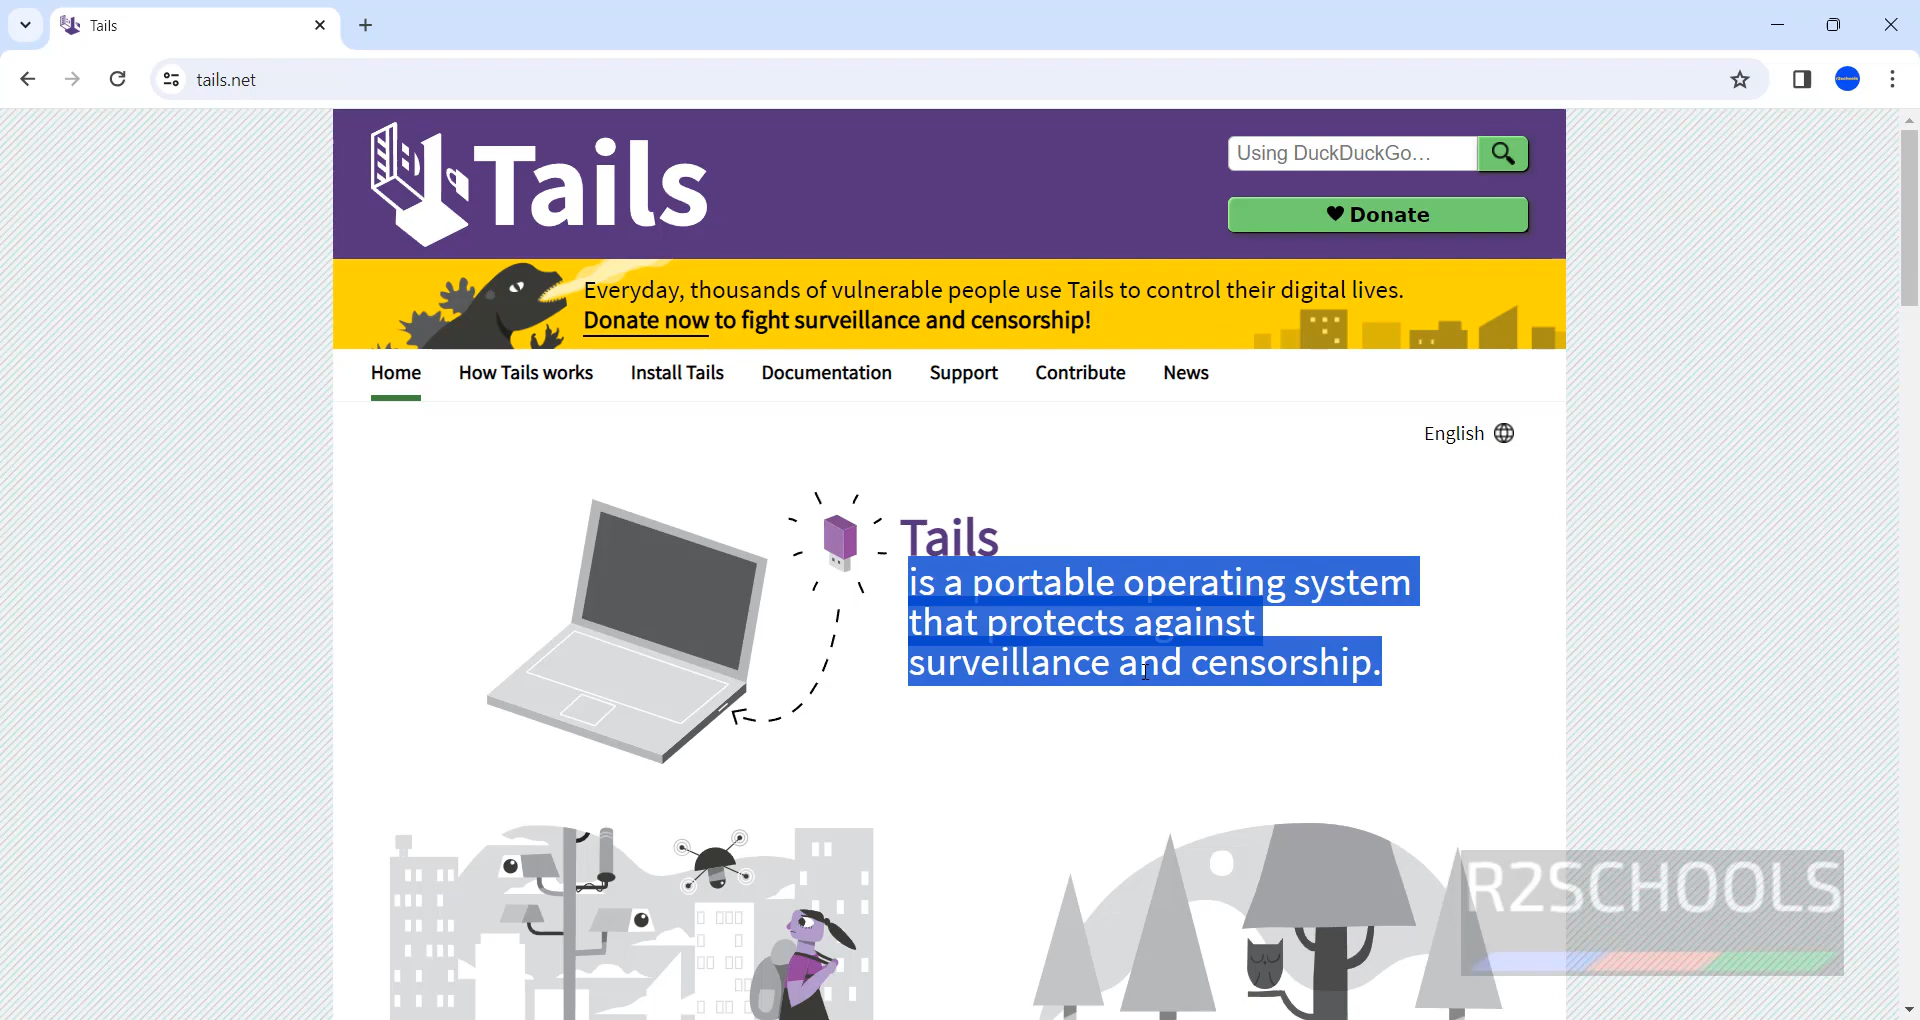 Tails
tails.net
Tails
Using DuckDuckGo...
Donate
Everyday, thousands of vulnerable people use Tails to control their digital lives.
Donate now to fight surveillance and censorship!
Home How Tails works Install Tails Documentation Support Contribute News
English
Tails
is a portable operating system
that protects against
surveillance and censorship.
R2SCHOOLS